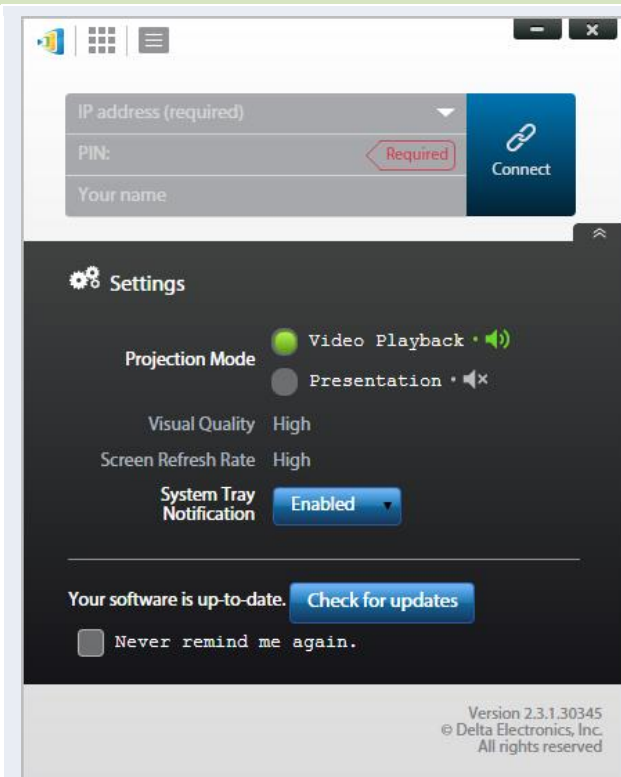 IP address (required)
PIN: Required
Your name
Connect
Settings
Projection Mode
Video Playback
Presentation
Visual Quality High
Screen Refresh Rate High
System Tray
Notification
Enabled
Your software is up-to-date. Check for updates
Never remind me again.
Version 2.3.1.30345
© Delta Electronics, Inc.
All rights reserved